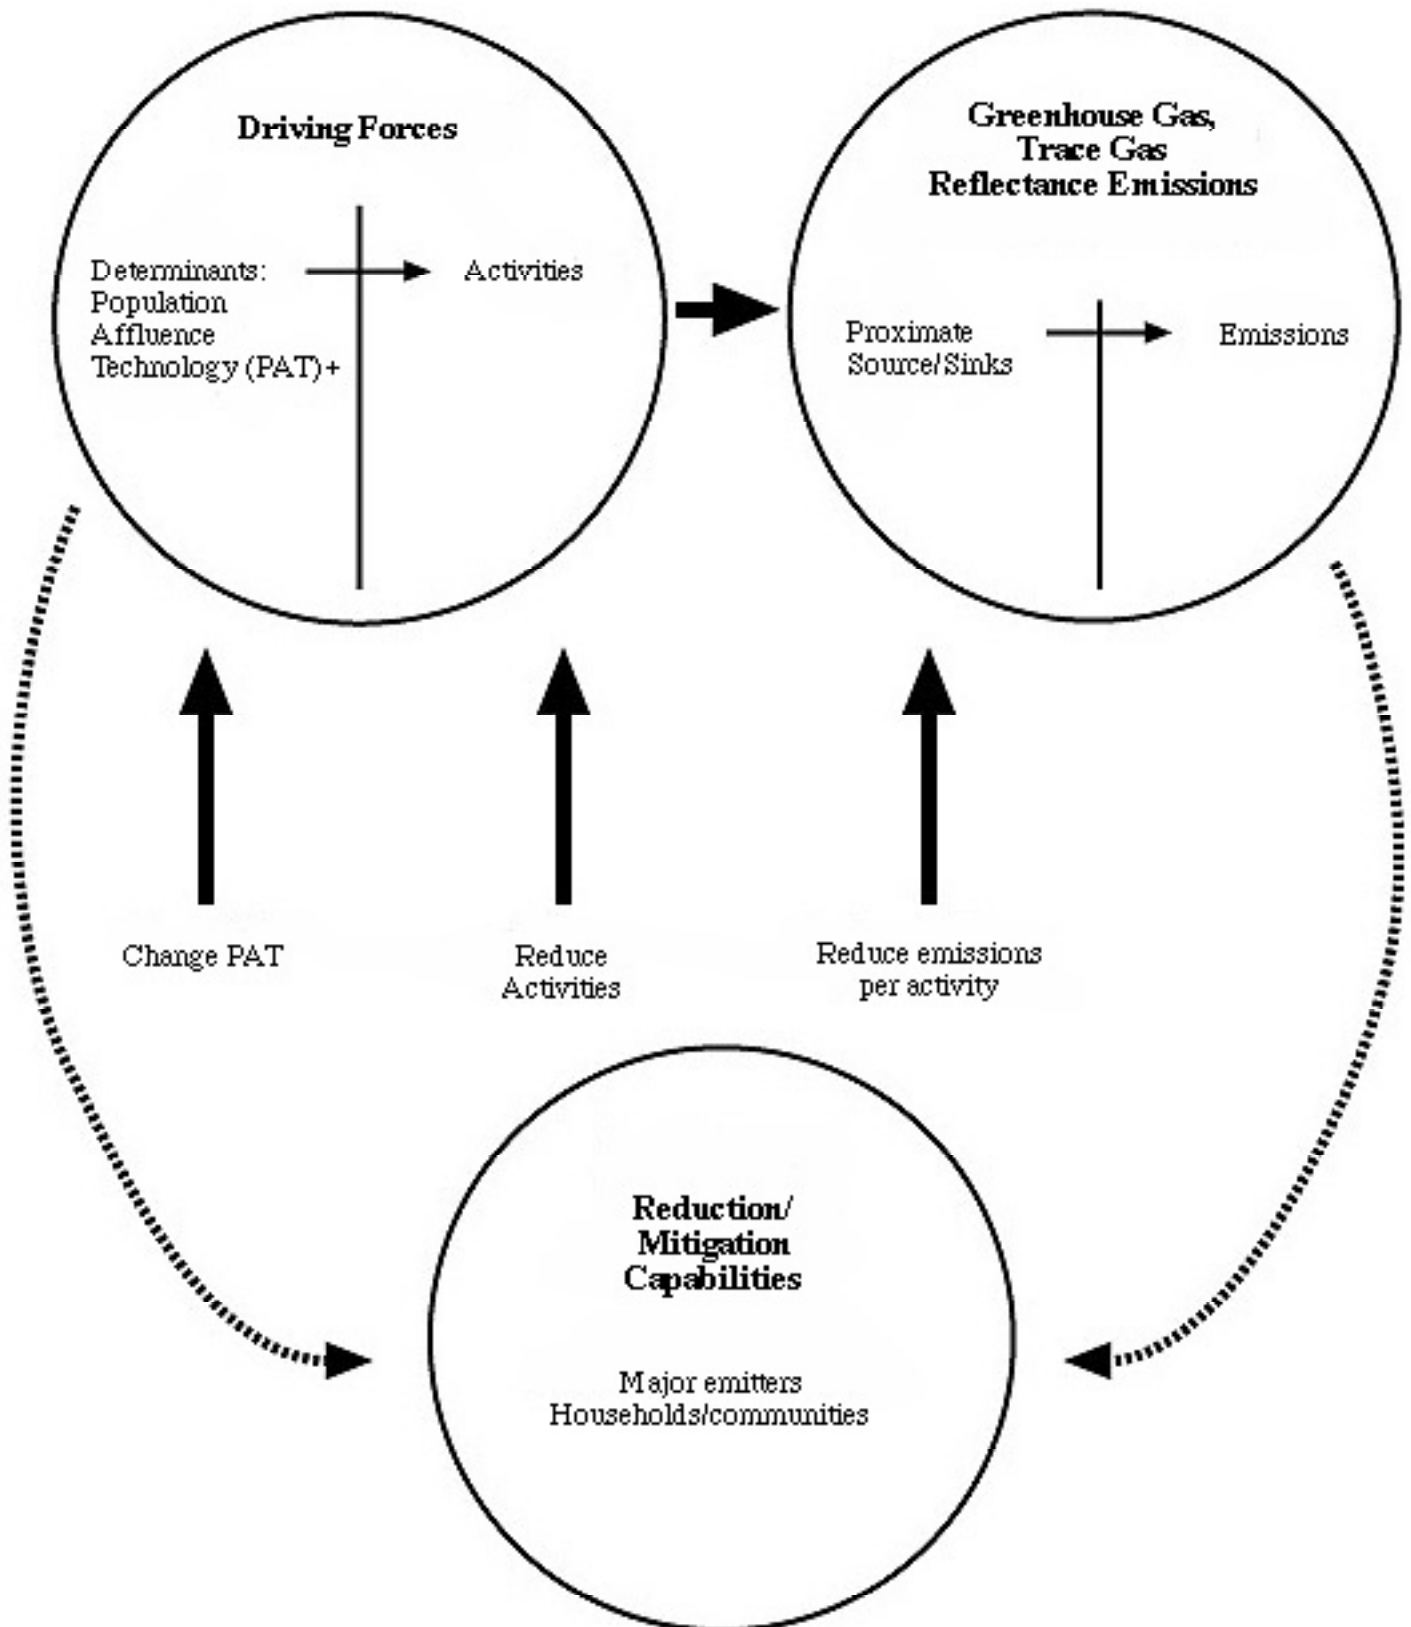 Driving Forces
Determinants:
Population
Affluence
Technology (PAT)+
Activities
Greenhouse Gas,
Trace Gas
Reflectance Emissions
Proximate
Source/Sinks
Emissions
Change PAT
Reduce
Activities
Reduce emissions
per activity
Reduction/
Mitigation
Capabilities
Major emitters
Households/communities